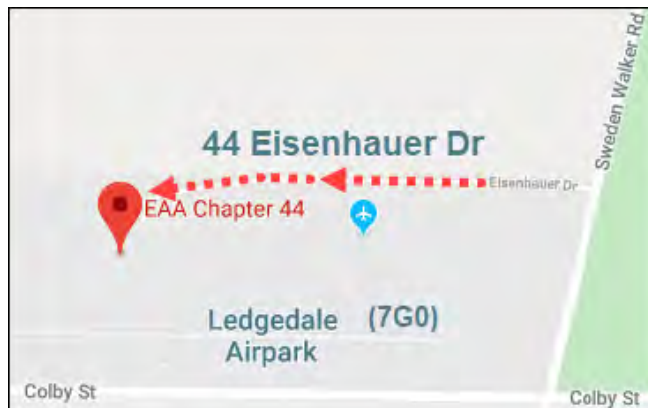 Sweden Walker Rd
44 Eisenhauer Dr
Eisenhauer Dr
EAA Chapter 44
Ledgedale (7G0)
Airpark
Colby St
Colby St